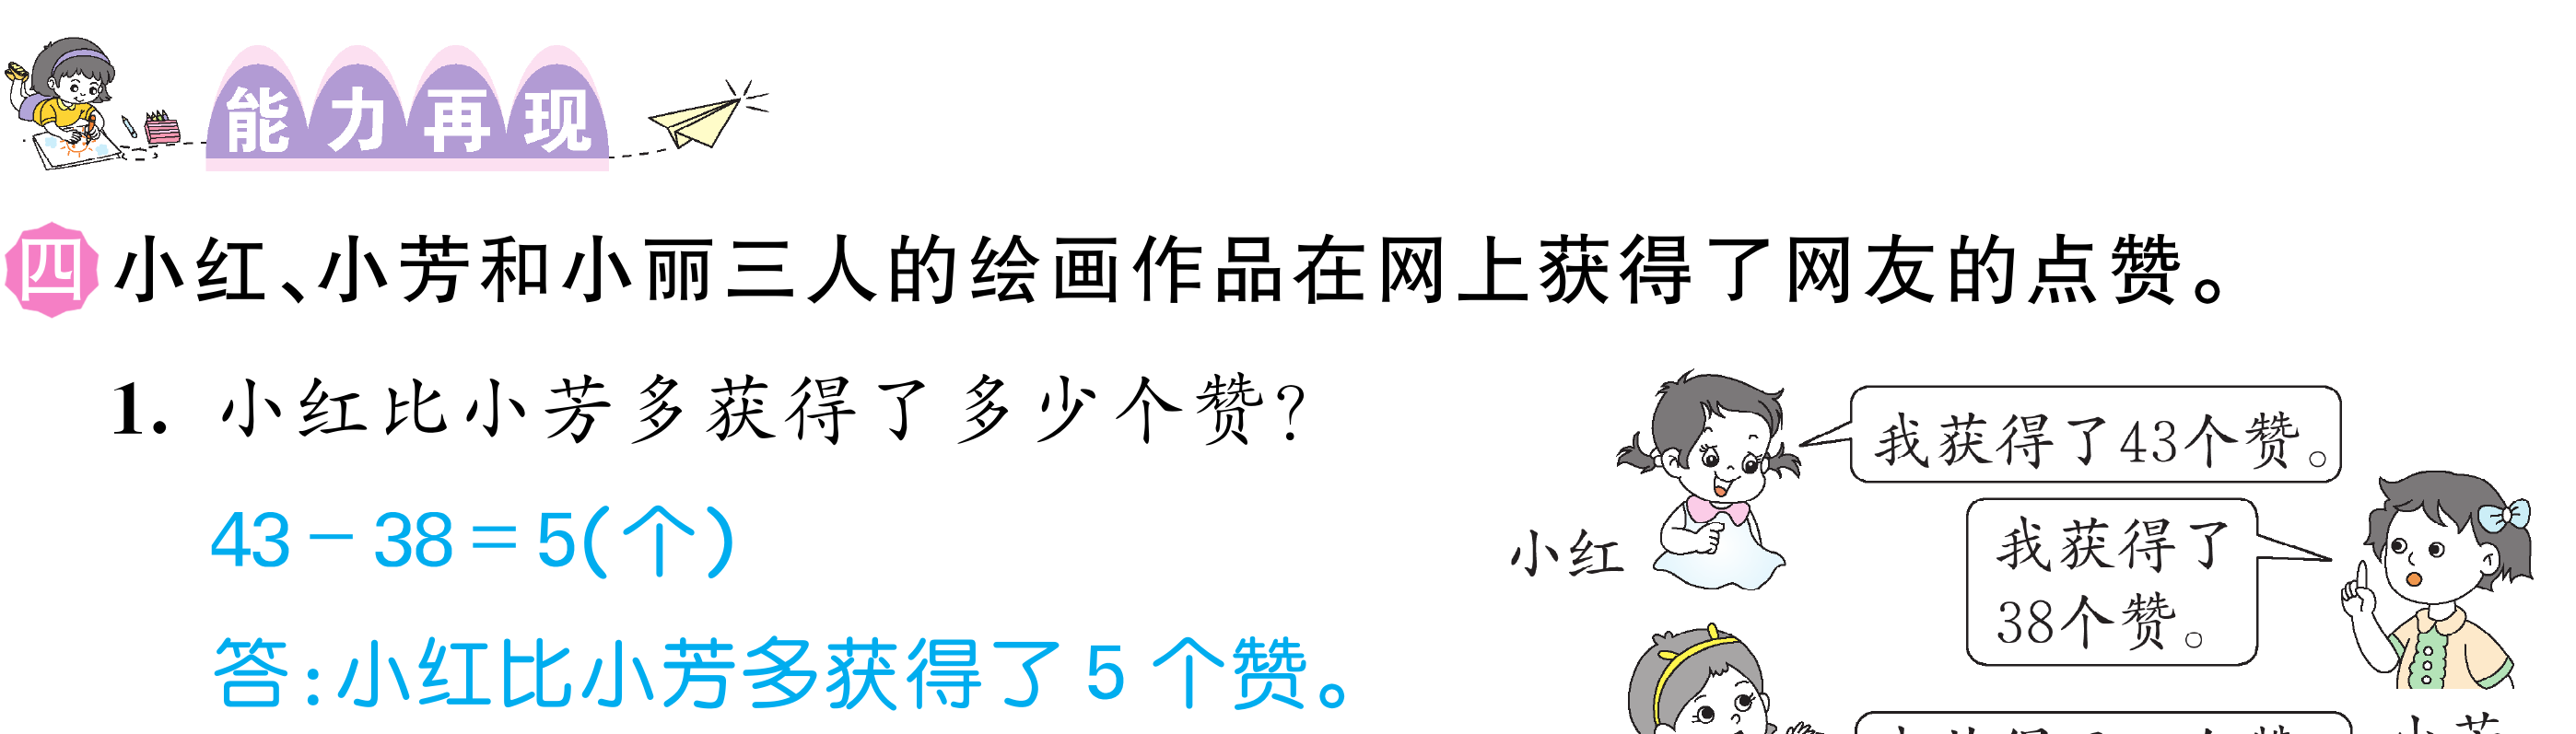 能力再现
四 小红、小芳和小丽三人的绘画作品在网上获得了网友的点赞。
1. 小红比小芳多获得了多少个赞?
43-38=5(个)
答:小红比小芳多获得了5个赞。
我获得了43个赞。
小红
我获得了
38个赞。